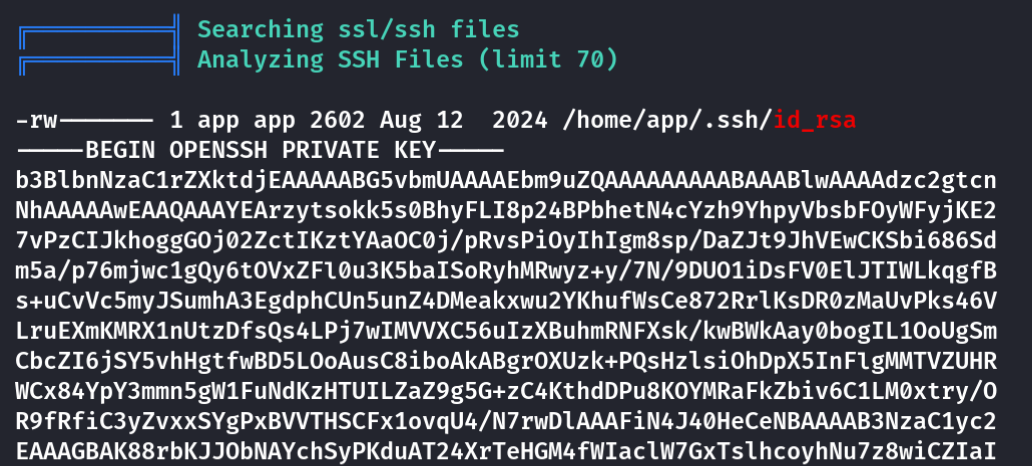 Searching ssl/ssh files
Analyzing SSH Files (limit 70)
-rw------- 1 app app 2602 Aug 12  2024 /home/app/.ssh/id_rsa
-----BEGIN OPENSSH PRIVATE KEY-----
b3BlbnNzaC1rZXktdjEAAAAABG5vbmUAAAAEbm9uZQAAAAAAAAABAAABlwAAAAdzc2gtcn
NhAAAAAwEAAQAAAYEArzytsokk5s0BhyFLI8p24BPbhetN4cYzh9YhpyVbsbFOyWFyjKE2
7vPzCIJkhoggGOj02ZctIKztYAaOC0j/pRvsPiOyIhIgm8sp/DaZJt9JhVEwCKSbi686Sd
m5a/p76mjwc1gQy6tOVxZFl0u3K5baISoRyhMRwyz+y/7N/9DUO1iDsFV0ElJTIWLkqgfB
s+uCvVc5myJSumhA3EgdphCUn5unZ4DMeakxwu2YKhufWsCe872RrlKsDR0zMaUvPks46V
LruEXmKMRX1nUtzDfsQs4LPj7wIMVVXC56uIzXBuhmRNFXsk/kwBWkAay0bogIL1OoUgSm
CbcZI6jSY5vhHgtfwBD5LOoAusC8iboAkABgrOXUzk+PQsHzlsiOhDpX5InFlgMMTVZUHR
WCx84YpY3mmn5gW1FuNdKzHTUILZaZ9g5G+zC4KthdDPu8KOYMRaFkZbiv6C1LM0xtry/O
R9fRfiC3yZvxxSYgPxBVVTHSCFx1ovqU4/N7rwDlAAAFiN4J40HeCeNBAAAAB3NzaC1yc2
EAAAGBAK88rbKJJObNAYchSyPKduAT24XrTeHGM4fWIaclW7GxTslhcoyhNu7z8wiCZIaI